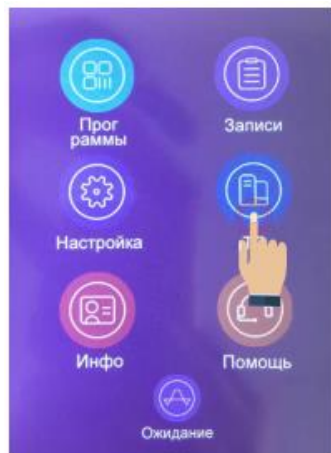 Прог
раммы
Записи
Настройка
Инфо
Помощь
Ожидание